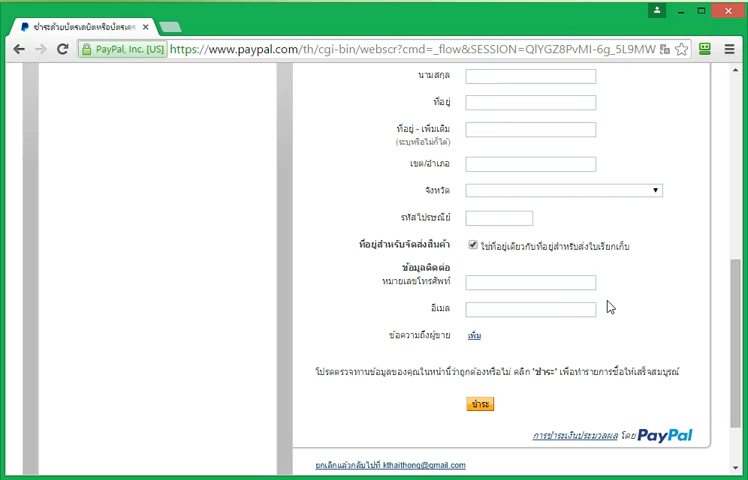 ชำระด้วยบัตรเดบิตหรือบัตรเคร
PayPal, Inc. [US]
https://www.paypal.com/th/cgi-bin/webscr?cmd=_flow&SESSION=QlYGZ8PvMI-6g_5L9MW
นามสกุล
ที่อยู่
ที่อยู่ - เพิ่มเติม
(ระบุหรือไม่ก็ได้)
เขต/อำเภอ
จังหวัด
รหัสไปรษณีย์
ที่อยู่สำหรับจัดส่งสินค้า ใช้ที่อยู่เดียวกับที่อยู่สำหรับส่งใบเรียกเก็บ
ข้อมูลติดต่อ
หมายเลขโทรศัพท์
อีเมล
ข้อความถึงผู้ขาย เพิ่ม
โปรดตรวจทานข้อมูลของคุณในหน้านี้ว่าถูกต้องหรือไม่ คลิก 'ชำระ' เพื่อทำรายการซื้อให้เสร็จสมบูรณ์
ชำระ
การชำระเงินประมวลผล โดย PayPal
ยกเลิกแล้วกลับไปที่ kthaithong@gmail.com